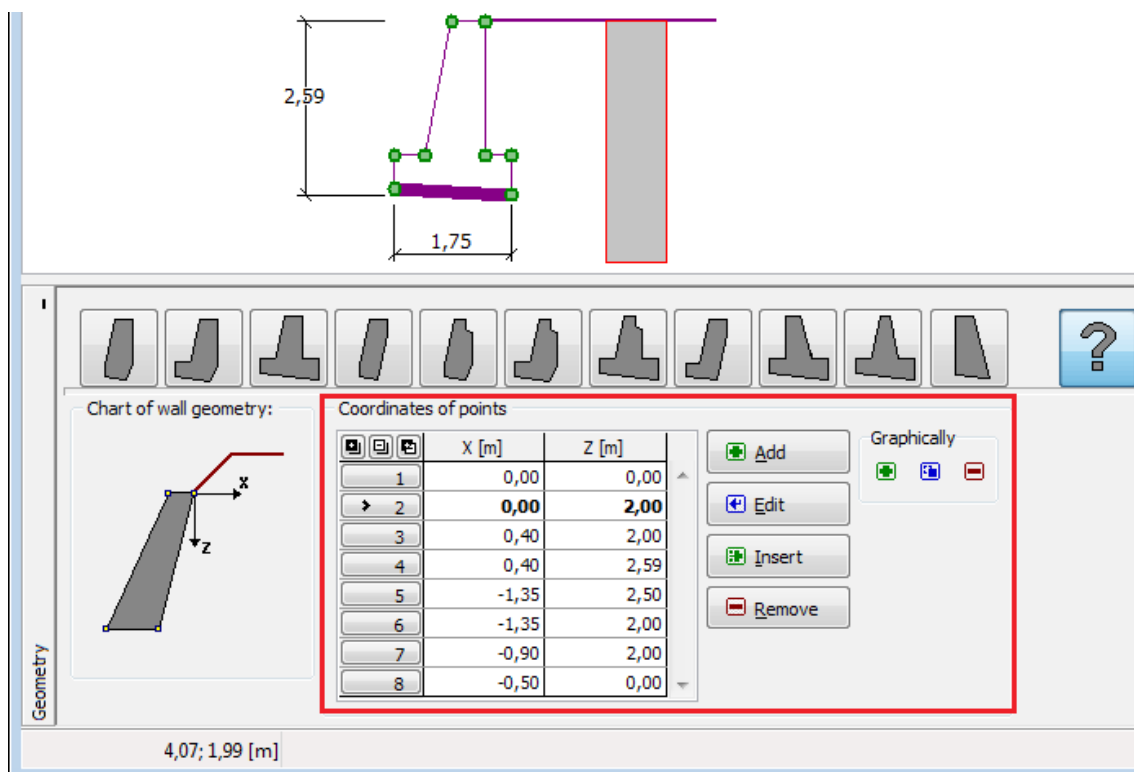 2,59
1,75
?
Chart of wall geometry:
x
z
Coordinates of points
X [m] Z [m]
1 0,00 0,00
2 0,00 2,00
3 0,40 2,00
4 0,40 2,59
5 -1,35 2,50
6 -1,35 2,00
7 -0,90 2,00
8 -0,50 0,00
Add
Edit
Insert
Remove
Graphically
Geometry
4,07; 1,99 [m]